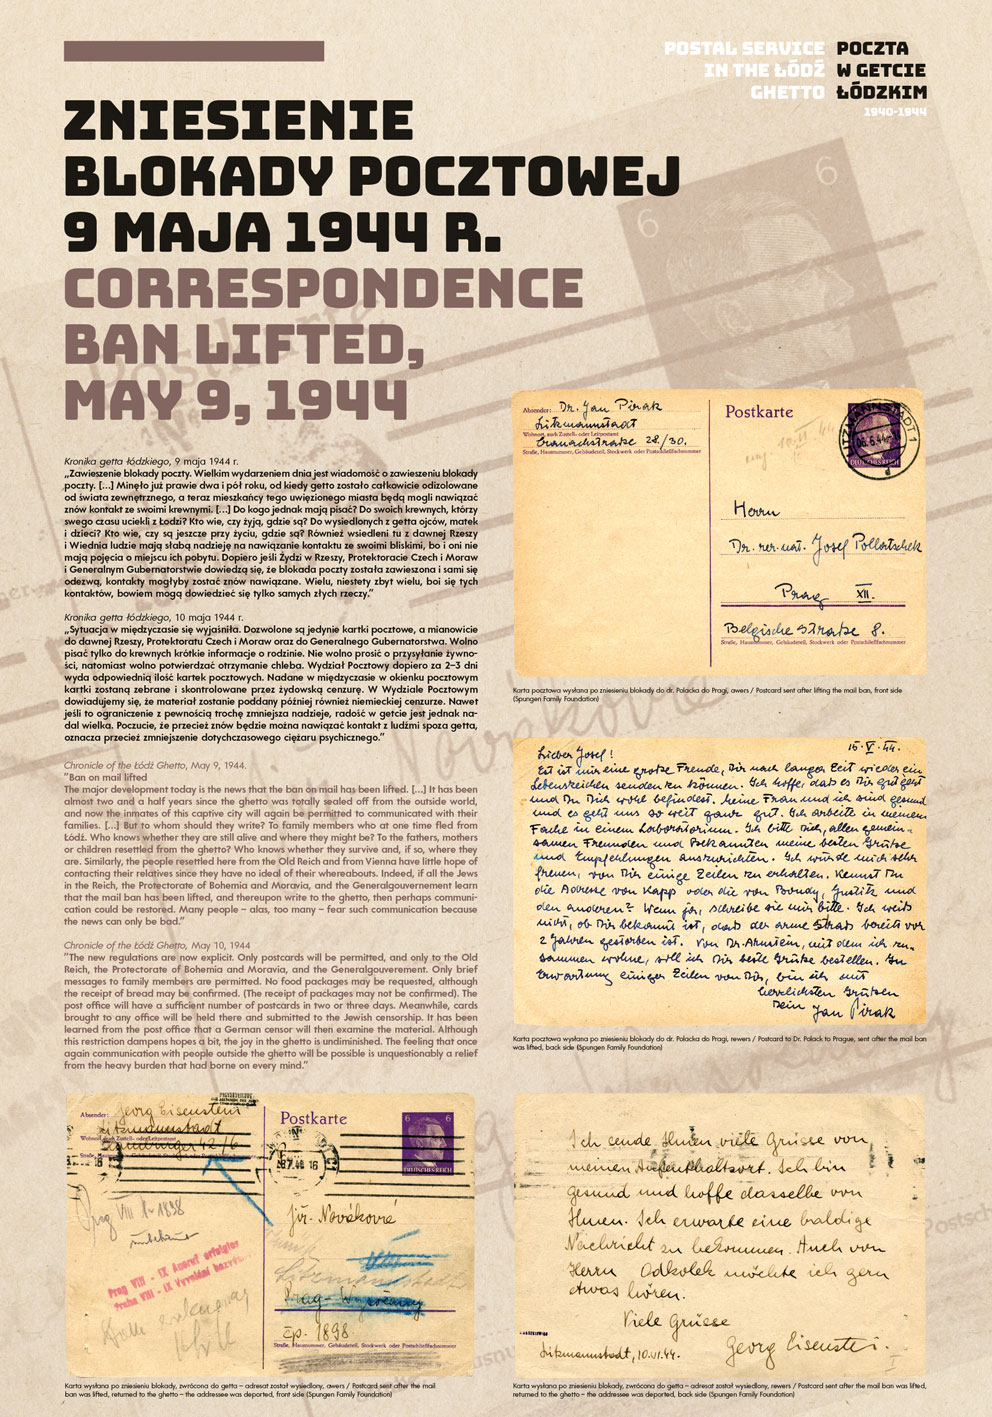 POSTAL SERVICE
IN THE ŁÓDŹ
GHETTO
POCZTA
W GETCIE
ŁÓDZKIM
1940-1944
ZNIESIENIE
BLOKADY POCZTOWEJ
9 MAJA 1944 R.
CORRESPONDENCE
BAN LIFTED,
MAY 9, 1944
Kronika getta łódzkiego, 9 maja 1944 r.
„Zawieszenie blokady poczty. Wielkim wydarzeniem dnia jest wiadomość o zawieszeniu blokady
poczty. [...] Minęło już prawie dwa i pół roku, od kiedy getto zostało całkowicie odizolowane
od świata zewnętrznego, a teraz mieszkańcy tego uwięzionego miasta będą mogli nawiązać
znów kontakt ze swoimi krewnymi. [...] Do kogo jednak mają pisać? Do swoich krewnych, którzy
swego czasu uciekli z Łodzi? Kto wie, czy żyją, gdzie są? Do wysiedlonych z getta ojców, matek
i dzieci? Kto wie, czy są jeszcze przy życiu, gdzie są? Również wsiedleni tu z dawnej Rzeszy
i Wiednia ludzie mają słabą nadzieję na nawiązanie kontaktu ze swoimi bliskimi, bo i oni nie
mają pojęcia o miejscu ich pobytu. Dopiero jeśli Żydzi w Rzeszy, Protektoracie Czech i Moraw
i Generalnym Gubernatorstwie dowiedzą się, że blokada poczty została zawieszona i sami się
odezwą, kontakty mogłyby zostać znów nawiązane. Wielu, niestety zbyt wielu, boi się tych
kontaktów, bowiem mogą dowiedzieć się tylko samych złych rzeczy.”
Kronika getta łódzkiego, 10 maja 1944 r.
„Sytuacja w międzyczasie się wyjaśniła. Dozwolone są jedynie kartki pocztowe, a mianowicie
do dawnej Rzeszy, Protektoratu Czech i Moraw oraz do Generalnego Gubernatorstwa. Wolno
pisać tylko do krewnych krótkie informacje o rodzinie. Nie wolno prosić o przysyłanie żywno-
ści, natomiast wolno potwierdzać otrzymanie chleba. Wydział Pocztowy dopiero za 2–3 dni
wyda odpowiednią ilość kartek pocztowych. Nadane w międzyczasie w okienku pocztowym
kartki zostaną zebrane i skontrolowane przez żydowską cenzurę. W Wydziale Pocztowym
dowiadujemy się, że materiał zostanie poddany później również niemieckiej cenzurze. Nawet
jeśli to ograniczenie z pewnością trochę zmniejsza nadzieje, radość w getcie jest jednak na-
dal wielka. Poczucie, że przecież znów będzie można nawiązać kontakt z ludźmi spoza getta,
oznacza przecież zmniejszenie dotychczasowego ciężaru psychicznego.”
Chronicle of the Łódź Ghetto, May 9, 1944.
“Ban on mail lifted
The major development today is the news that the ban on mail has been lifted. [...] It has been
almost two and a half years since the ghetto was totally sealed off from the outside world,
and now the inmates of this captive city will again be permitted to communicated with their
families. [...] But to whom should they write? To family members who at one time fled from
Łódź. Who knows whether they are still alive and where they might be? To the fathers, mothers
or children resettled from the ghetto? Who knows whether they survive and, if so, where they
are. Similarly, the people resettled here from the Old Reich and from Vienna have little hope of
contacting their relatives since they have no ideal of their whereabouts. Indeed, if all the Jews
in the Reich, the Protectorate of Bohemia and Moravia, and the Generalgouvernement learn
that the mail ban has been lifted, and thereupon write to the ghetto, then perhaps communi-
cation could be restored. Many people – alas, too many – fear such communication because
the news can only be bad.”
Chronicle of the Łódź Ghetto, May 10, 1944
“The new regulations are now explicit. Only postcards will be permitted, and only to the Old
Reich, the Protectorate of Bohemia and Moravia, and the Generalgouvernement. Only brief
messages to family members are permitted. No food packages may be requested, although
the receipt of bread may be confirmed. (The receipt of packages may not be confirmed). The
post office will have a sufficient number of postcards in two or three days. Meanwhile, cards
brought to any office will be held there and submitted to the Jewish censorship. It has been
learned from the post office that a German censor will then examine the material. Although
this restriction dampens hopes a bit, the joy in the ghetto is undiminished. The feeling that once
again communication with people outside the ghetto will be possible is unquestionably a relief
from the heavy burden that had borne on every mind.”
Absender: Dr. Jan Pirak
Litzmannstadt
Wohnort, auch Zustell- oder Leitpostamt
28/30.
Straße, Hausnummer, Gebäudeteil, Stockwerk oder Postschließfachnummer
Postkarte
LITZMANNSTADT 1
DEUTSCHES REICH
Herrn
Dr. rer. nat. Josef Pollatschek
Prag XII.
Belgische Strasse 8.
Straße, Hausnummer, Gebäudeteil, Stockwerk oder Postschließfachnummer
Karta pocztowa wysłana po zniesieniu blokady do dr. Polacka do Pragi, awers / Postcard sent after lifting the mail ban, front side
(Spungen Family Foundation)
15.V.44.
Lieber Josef!
Est ist mir eine große Freude, Dir nach langer Zeit wieder ein
Lebenszeichen senden zu können. Ich hoffe, dass es Dir gut geht
und Du Dich wohl befindest. Meine Frau und ich sind gesund
und es geht uns so weit ganz gut. Ich arbeite in meinem
Fache in einem Laboratorium. Ich bitte Dich, allen gemein-
samen Freunden und Bekannten meine besten Grüsse
und Empfehlungen auszurichten. Ich würde mich sehr
freuen, von Dir einige Zeilen zu erhalten. Kennst Du
die Adresse von Kapp oder die von und
den anderen? Wenn ja, schreibe sie mir bitte. Ich weiß
nicht, ob Dir bekannt ist, dass der arme Strass bereits vor
2 Jahren gestorben ist. Von Dr. Arnstein, mit dem ich zu-
sammen wohne, soll ich Dir beste Grüße bestellen. In
Erwartung einiger Zeilen von Dir, bin ich mit
herzlichsten Grüssen
Dein Jan Pirak
Karta pocztowa wysłana po zniesieniu blokady do dr. Polacka do Pragi, rewers / Postcard to Dr. Polack to Prague, sent after the mail ban
was lifted, back side (Spungen Family Foundation)
Absender: Georg Eisenstein
Litzmannstadt
42/6
Postkarte
6 6
DEUTSCHES REICH
Jir. Novákové
Litzmannstadt
Prag
Prag VIII - IX Anruf erfolglos
Praha VIII - IX
čp. 1898
Straße, Hausnummer, Gebäudeteil, Stockwerk oder Postschließfachnummer
Karta wysłana po zniesieniu blokady, zwrócona do getta – adresat został wysiedlony, awers / Postcard sent after the mail
ban was lifted, returned to the ghetto – the addressee was deported, front side (Spungen Family Foundation)
Ich sende Ihnen viele Grüsse von
meinen Aufenthaltsort. Ich bin
gesund und hoffe dasselbe von
Ihnen. Ich erwarte eine baldige
Nachricht zu bekommen. Auch von
Herrn Odkolek möchte ich gern
etwas hören.
Viele Grüsse
Georg Eisenstein.
Litzmannstadt, 10.VI.44.
Karta wysłana po zniesieniu blokady, zwrócona do getta – adresat został wysiedlony, rewers / Postcard sent after the mail ban was lifted,
returned to the ghetto – the addressee was deported, back side (Spungen Family Foundation)